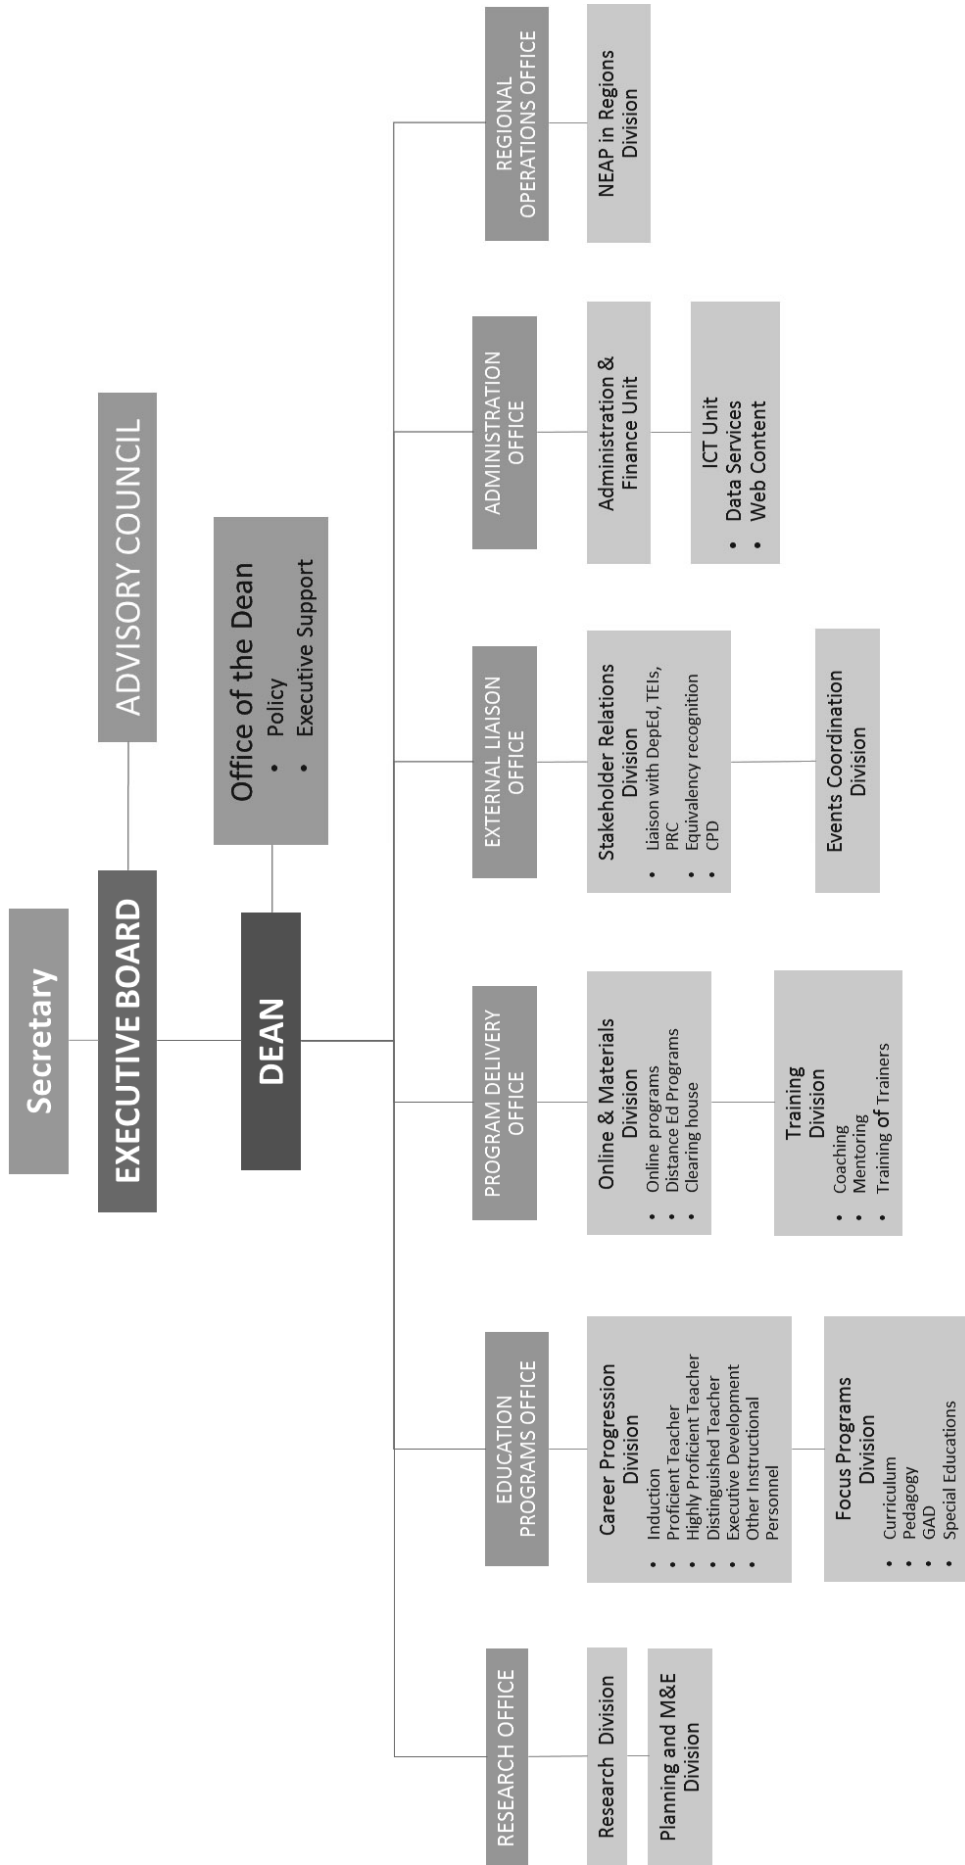 Secretary
EXECUTIVE BOARD
ADVISORY COUNCIL
DEAN
Office of the Dean
• Policy
• Executive Support
RESEARCH OFFICE
Research Division
Planning and M&E
Division
EDUCATION
PROGRAMS OFFICE
Career Progression
Division
• Induction
• Proficient Teacher
• Highly Proficient Teacher
• Distinguished Teacher
• Executive Development
• Other Instructional
Personnel
Focus Programs
Division
• Curriculum
• Pedagogy
• GAD
• Special Educations
PROGRAM DELIVERY
OFFICE
Online & Materials
Division
• Online programs
• Distance Ed Programs
• Clearing house
Training
Division
• Coaching
• Mentoring
• Training of Trainers
EXTERNAL LIAISON
OFFICE
Stakeholder Relations
Division
• Liaison with DepEd, TEIs,
PRC
• Equivalency recognition
• CPD
Events Coordination
Division
ADMINISTRATION
OFFICE
Administration &
Finance Unit
ICT Unit
• Data Services
• Web Content
REGIONAL
OPERATIONS OFFICE
NEAP in Regions
Division